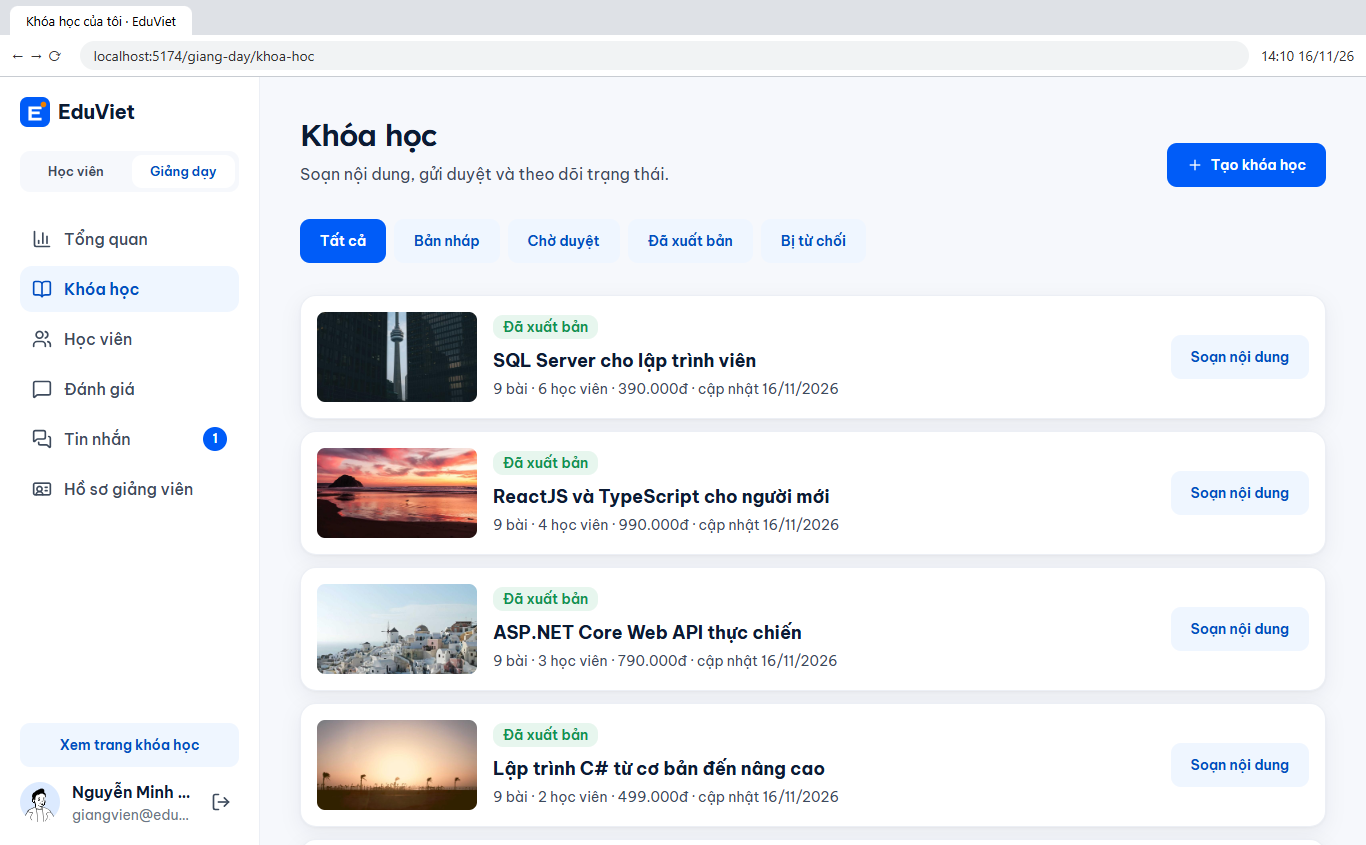 Khóa học của tôi · EduViet
localhost:5174/giang-day/khoa-hoc
14:10 16/11/26
EduViet
Học viên
Giảng dạy
Tổng quan
Khóa học
Học viên
Đánh giá
Tin nhắn
1
Hồ sơ giảng viên
Xem trang khóa học
Nguyễn Minh ...
giangvien@edu...
Khóa học
Soạn nội dung, gửi duyệt và theo dõi trạng thái.
+ Tạo khóa học
Tất cả
Bản nháp
Chờ duyệt
Đã xuất bản
Bị từ chối
Đã xuất bản
SQL Server cho lập trình viên
9 bài · 6 học viên · 390.000đ · cập nhật 16/11/2026
Soạn nội dung
Đã xuất bản
ReactJS và TypeScript cho người mới
9 bài · 4 học viên · 990.000đ · cập nhật 16/11/2026
Soạn nội dung
Đã xuất bản
ASP.NET Core Web API thực chiến
9 bài · 3 học viên · 790.000đ · cập nhật 16/11/2026
Soạn nội dung
Đã xuất bản
Lập trình C# từ cơ bản đến nâng cao
9 bài · 2 học viên · 499.000đ · cập nhật 16/11/2026
Soạn nội dung